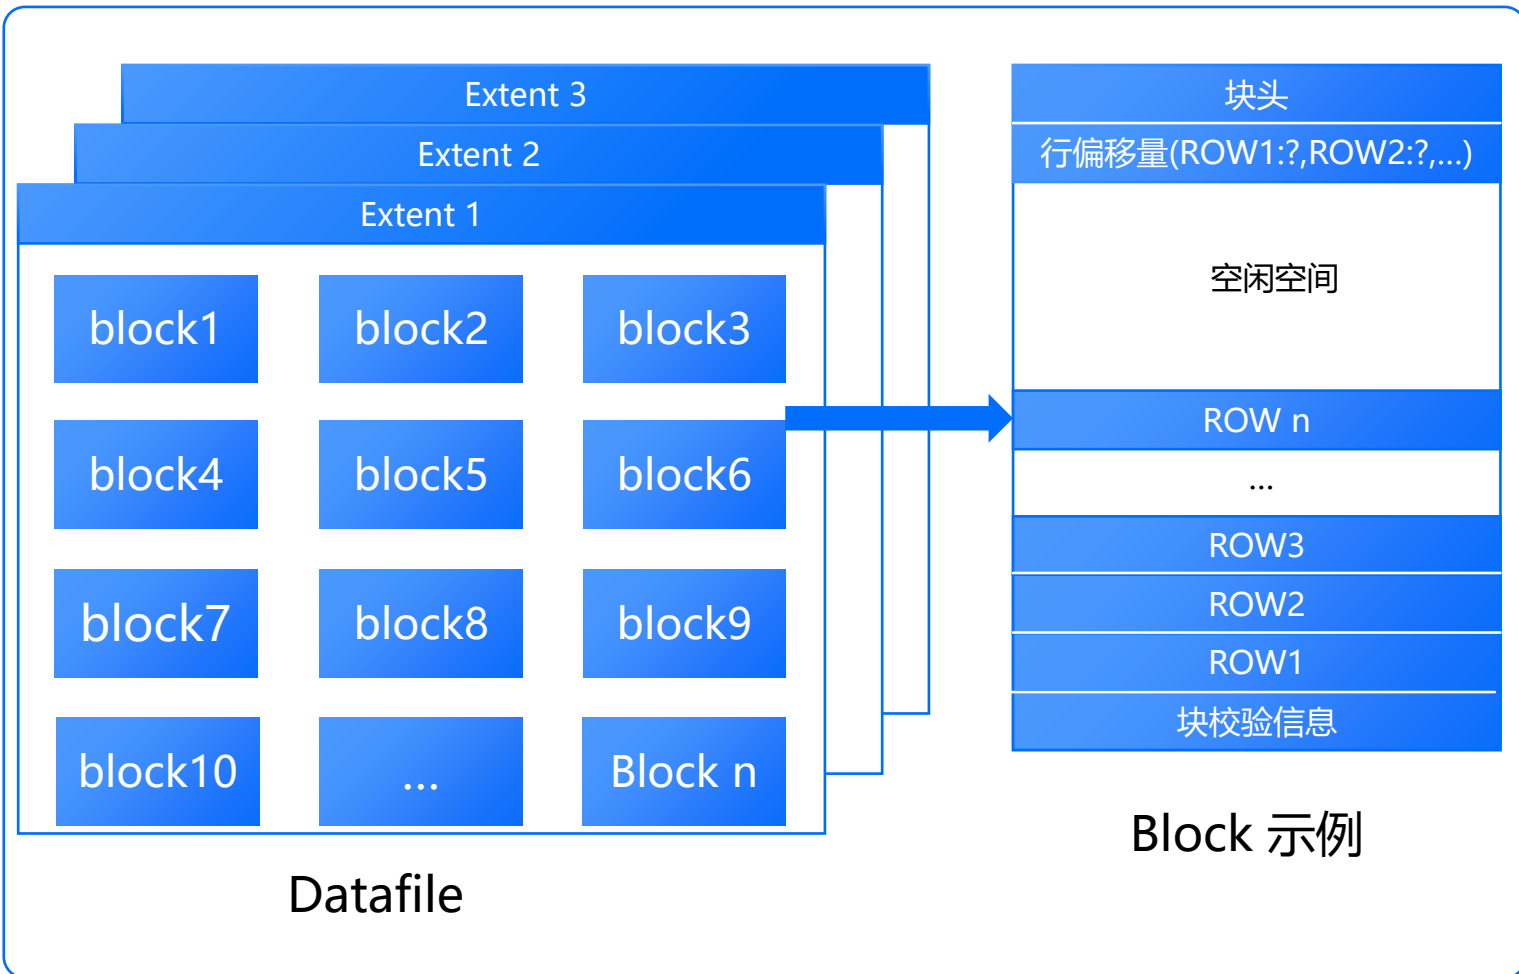 Extent 3
Extent 2
Extent 1
block1
block2
block3
block4
block5
block6
block7
block8
block9
block10
...
Block n
Datafile
块头
行偏移量(ROW1:?,ROW2:?,...)
空闲空间
ROW n
...
ROW3
ROW2
ROW1
块校验信息
Block 示例